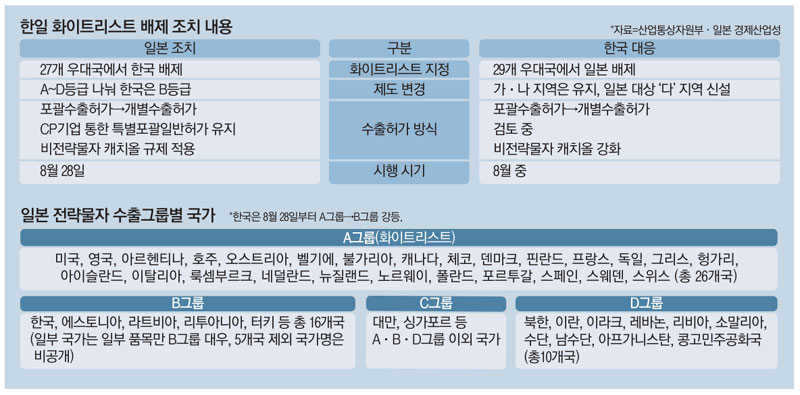 한일 화이트리스트 배제 조치 내용
*자료=산업통상자원부·일본 경제산업성
일본 조치 구분 한국 대응
27개 우대국에서 한국 배제 화이트리스트 지정 29개 우대국에서 일본 배제
A~D등급 나눠 한국은 B등급 제도 변경 가·나 지역은 유지, 일본 대상 '다' 지역 신설
포괄수출허가→개별수출허가 포괄수출허가→개별수출허가
CP기업 통한 특별포괄일반허가 유지 수출허가 방식 검토 중
비전략물자 캐치올 규제 적용 비전략물자 캐치올 강화
8월 28일 시행 시기 8월 중
일본 전략물자 수출그룹별 국가 *한국은 8월 28일부터 A그룹→B그룹 강등.
A그룹(화이트리스트)
미국, 영국, 아르헨티나, 호주, 오스트리아, 벨기에, 불가리아, 캐나다, 체코, 덴마크, 핀란드, 프랑스, 독일, 그리스, 헝가리,
아이슬란드, 이탈리아, 룩셈부르크, 네덜란드, 뉴질랜드, 노르웨이, 폴란드, 포르투갈, 스페인, 스웨덴, 스위스 (총 26개국)
B그룹
한국, 에스토니아, 라트비아, 리투아니아, 터키 등 총 16개국
(일부 국가는 일부 품목만 B그룹 대우, 5개국 제외 국가명은
비공개)
C그룹
대만, 싱가포르 등
A·B·D그룹 이외 국가
D그룹
북한, 이란, 이라크, 레바논, 리비아, 소말리아,
수단, 남수단, 아프가니스탄, 콩고민주공화국
(총10개국)